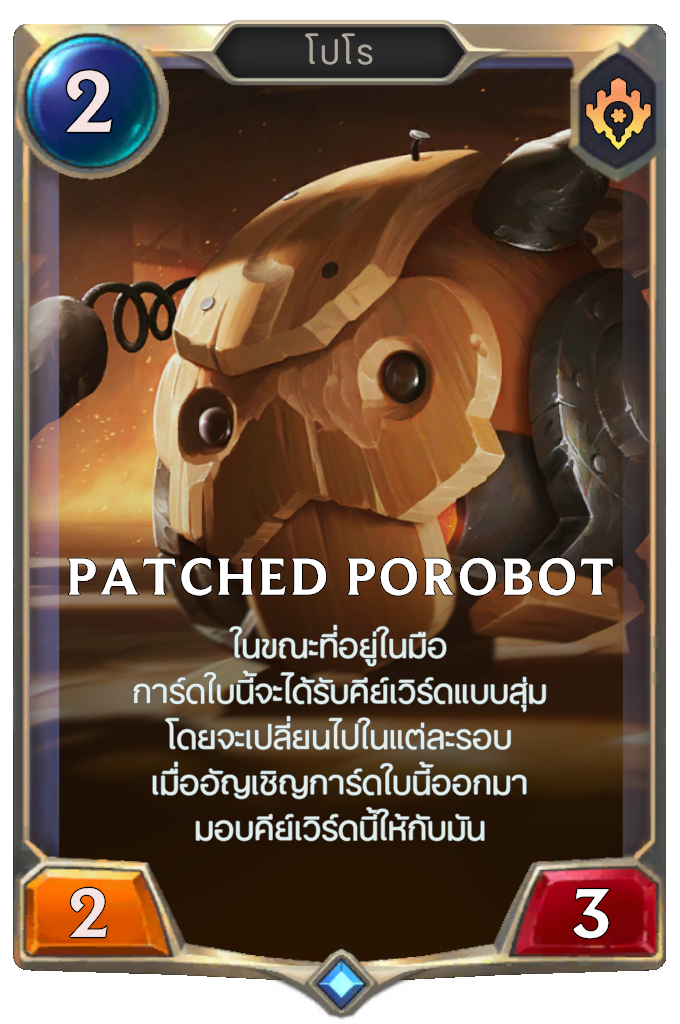 2
โปโร
PATCHED POROBOT
ในขณะที่อยู่ในมือ
การ์ดใบนี้จะได้รับคีย์เวิร์ดแบบสุ่ม
โดยจะเปลี่ยนไปในแต่ละรอบ
เมื่ออัญเชิญการ์ดใบนี้ออกมา
มอบคีย์เวิร์ดนี้ให้กับมัน
2
3